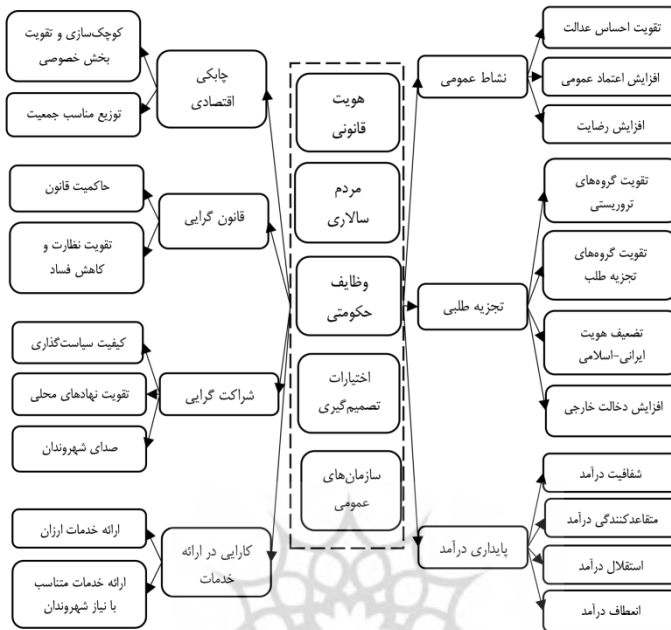 تقویت احساس عدالت
افزایش اعتماد عمومی
افزایش رضایت
نشاط عمومی
تقویت گروه‌های
تروریستی
تقویت گروه‌های
تجزیه طلب
تضعیف هویت
ایرانی-اسلامی
افزایش دخالت خارجی
تجزیه طلبی
شفافیت درآمد
متقاعدکنندگی درآمد
استقلال درآمد
انعطاف درآمد
پایداری درآمد
هویت
قانونی
مردم
سالاری
وظایف
حکومتی
اختیارات
تصمیم‌گیری
سازمان‌های
عمومی
چابکی
اقتصادی
کوچک‌سازی و تقویت
بخش خصوصی
توزیع مناسب جمعیت
قانون گرایی
حاکمیت قانون
تقویت نظارت و
کاهش فساد
شراکت گرایی
کیفیت سیاست‌گذاری
تقویت نهادهای محلی
صدای شهروندان
کارایی در ارائه
خدمات
ارائه خدمات ارزان
ارائه خدمات متناسب
با نیاز شهروندان